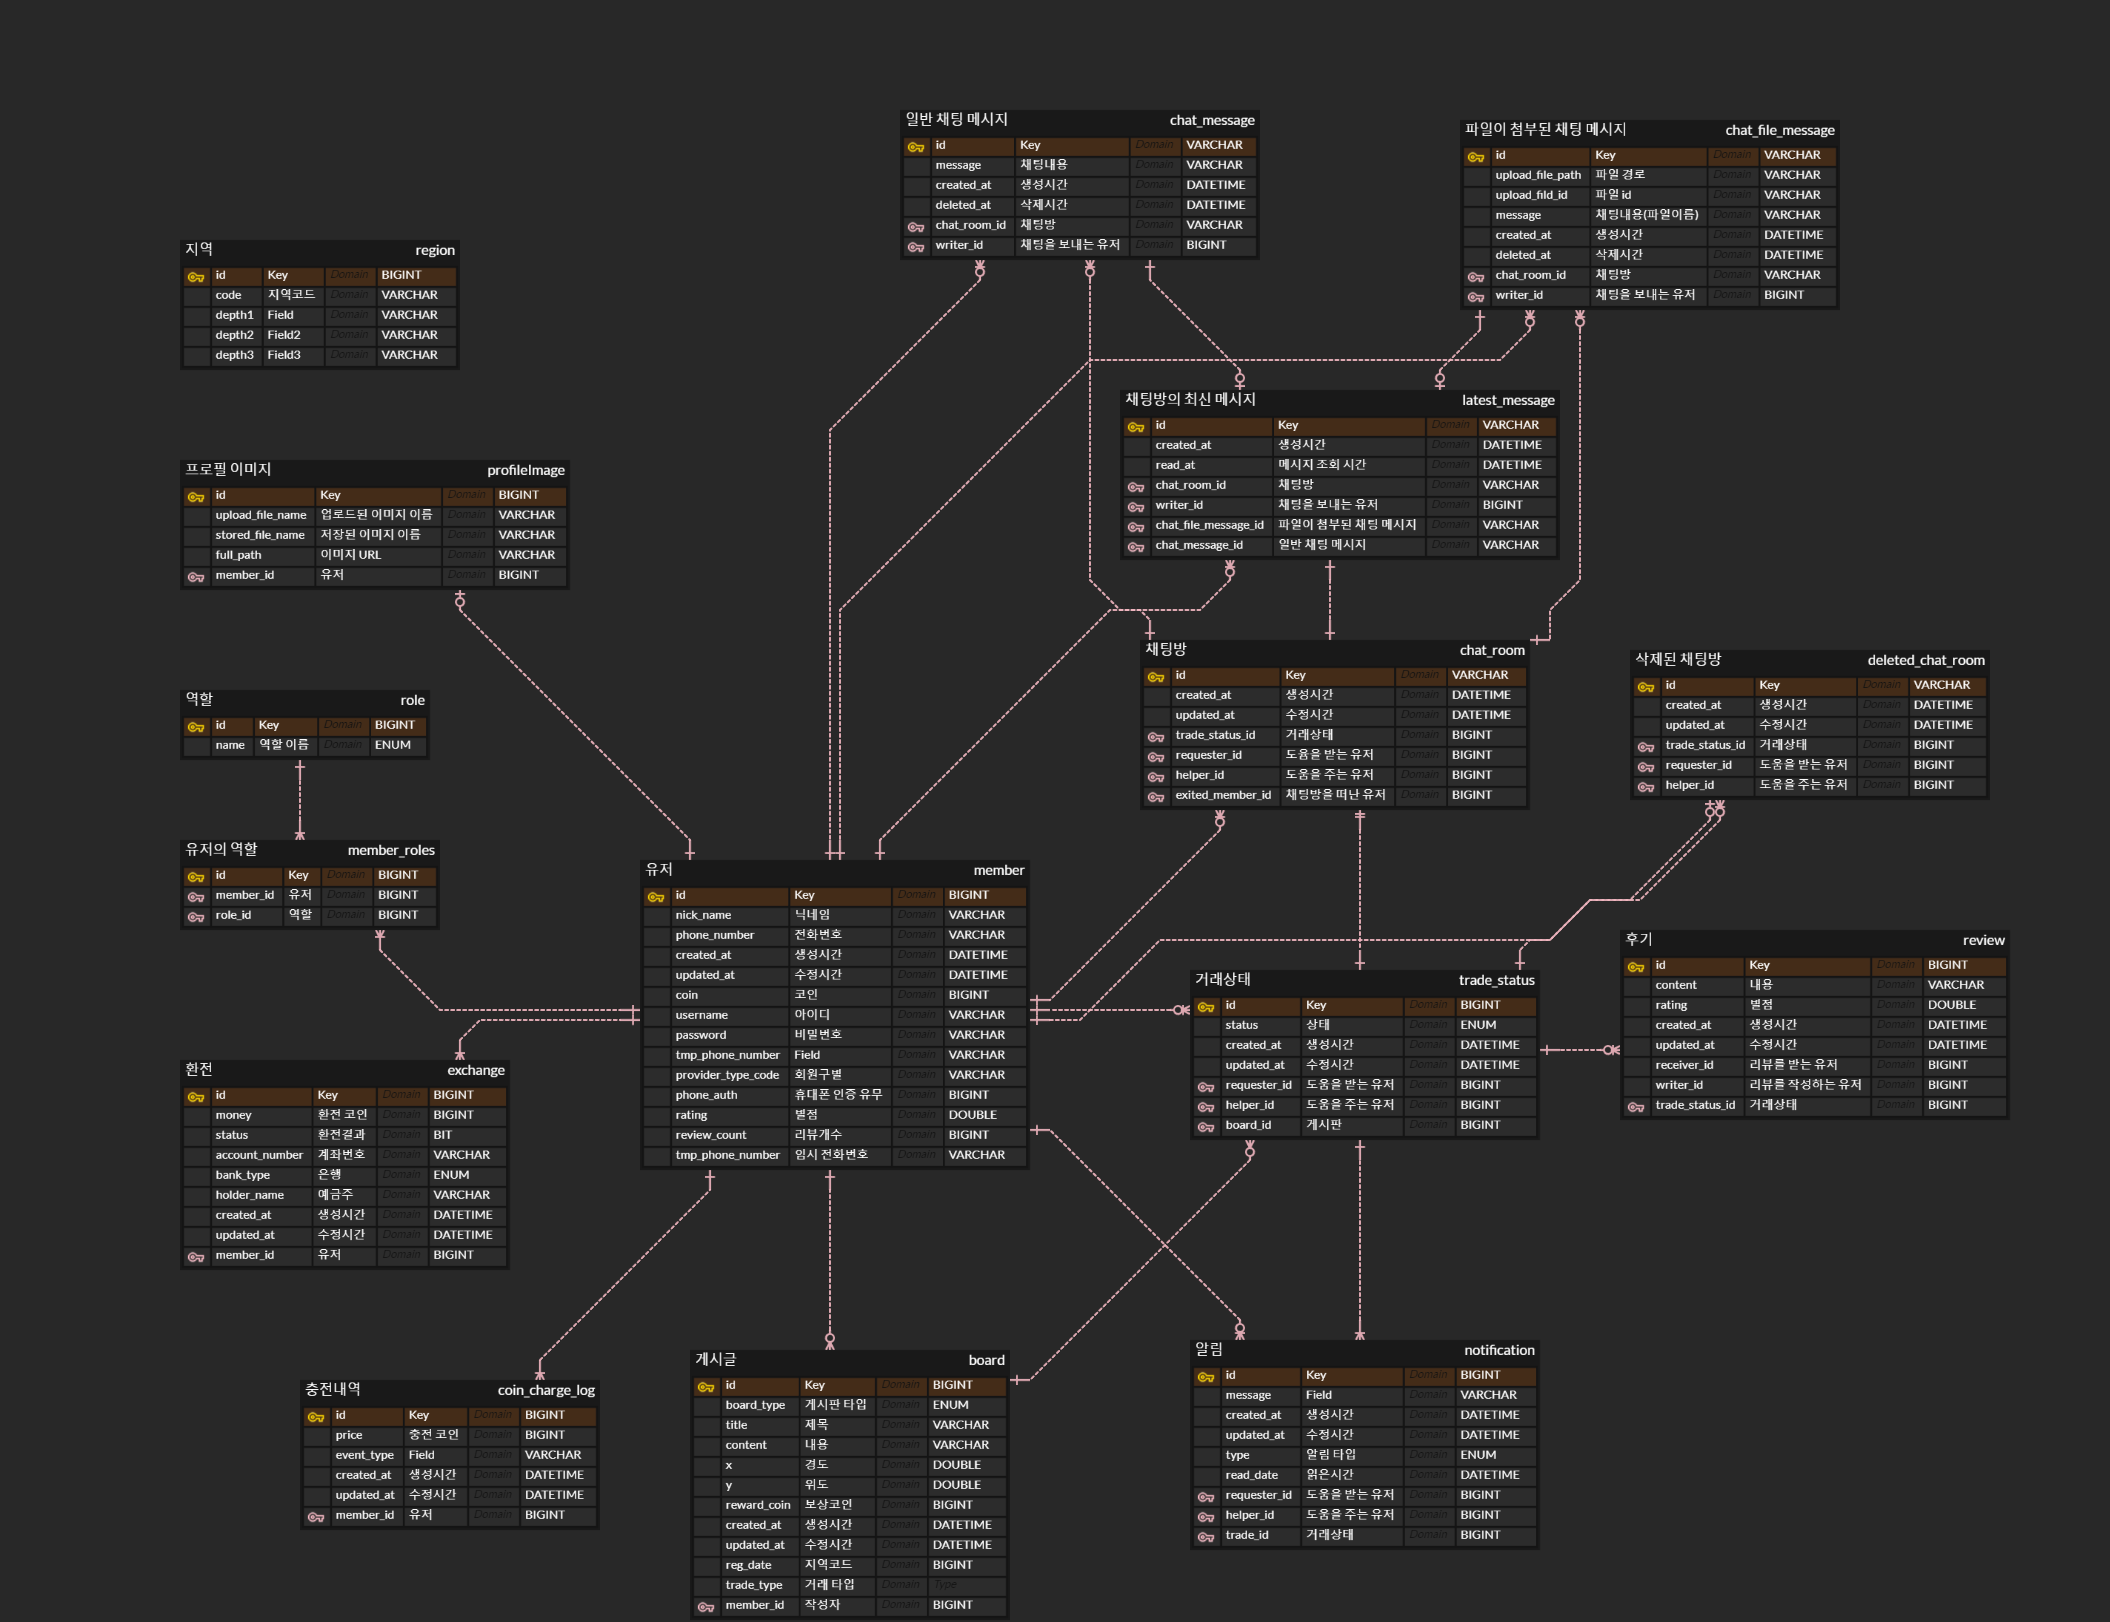 일반 채팅 메시지 chat_message
id Key Domain VARCHAR
message 채팅내용 Domain VARCHAR
created_at 생성시간 Domain DATETIME
deleted_at 삭제시간 Domain DATETIME
chat_room_id 채팅방 Domain VARCHAR
writer_id 채팅을 보내는 유저 Domain BIGINT
파일이 첨부된 채팅 메시지 chat_file_message
id Key Domain VARCHAR
upload_file_path 파일 경로 Domain VARCHAR
upload_fild_id 파일 id Domain VARCHAR
message 채팅내용(파일이름) Domain VARCHAR
created_at 생성시간 Domain DATETIME
deleted_at 삭제시간 Domain DATETIME
chat_room_id 채팅방 Domain VARCHAR
writer_id 채팅을 보내는 유저 Domain BIGINT
지역 region
id Key Domain BIGINT
code 지역코드 Domain VARCHAR
depth1 Field Domain VARCHAR
depth2 Field2 Domain VARCHAR
depth3 Field3 Domain VARCHAR
채팅방의 최신 메시지 latest_message
id Key Domain VARCHAR
created_at 생성시간 Domain DATETIME
read_at 메시지 조회 시간 Domain DATETIME
chat_room_id 채팅방 Domain VARCHAR
writer_id 채팅을 보내는 유저 Domain BIGINT
chat_file_message_id 파일이 첨부된 채팅 메시지 Domain VARCHAR
chat_message_id 일반 채팅 메시지 Domain VARCHAR
프로필 이미지 profileImage
id Key Domain BIGINT
upload_file_name 업로드된 이미지 이름 Domain VARCHAR
stored_file_name 저장된 이미지 이름 Domain VARCHAR
full_path 이미지 URL Domain VARCHAR
member_id 유저 Domain BIGINT
채팅방 chat_room
id Key Domain VARCHAR
created_at 생성시간 Domain DATETIME
updated_at 수정시간 Domain DATETIME
trade_status_id 거래상태 Domain BIGINT
requester_id 도움을 받는 유저 Domain BIGINT
helper_id 도움을 주는 유저 Domain BIGINT
exited_member_id 채팅방을 떠난 유저 Domain BIGINT
삭제된 채팅방 deleted_chat_room
id Key Domain VARCHAR
created_at 생성시간 Domain DATETIME
updated_at 수정시간 Domain DATETIME
trade_status_id 거래상태 Domain BIGINT
requester_id 도움을 받는 유저 Domain BIGINT
helper_id 도움을 주는 유저 Domain BIGINT
역할 role
id Key Domain BIGINT
name 역할 이름 Domain ENUM
유저의 역할 member_roles
id Key Domain BIGINT
member_id 유저 Domain BIGINT
role_id 역할 Domain BIGINT
유저 member
id Key Domain BIGINT
nick_name 닉네임 Domain VARCHAR
phone_number 전화번호 Domain VARCHAR
created_at 생성시간 Domain DATETIME
updated_at 수정시간 Domain DATETIME
coin 코인 Domain BIGINT
username 아이디 Domain VARCHAR
password 비밀번호 Domain VARCHAR
tmp_phone_number Field Domain VARCHAR
provider_type_code 회원구별 Domain VARCHAR
phone_auth 휴대폰 인증 유무 Domain BIGINT
rating 별점 Domain DOUBLE
review_count 리뷰개수 Domain BIGINT
tmp_phone_number 임시 전화번호 Domain VARCHAR
거래상태 trade_status
id Key Domain BIGINT
status 상태 Domain ENUM
created_at 생성시간 Domain DATETIME
updated_at 수정시간 Domain DATETIME
requester_id 도움을 받는 유저 Domain BIGINT
helper_id 도움을 주는 유저 Domain BIGINT
board_id 게시판 Domain BIGINT
후기 review
id Key Domain BIGINT
content 내용 Domain VARCHAR
rating 별점 Domain DOUBLE
created_at 생성시간 Domain DATETIME
updated_at 수정시간 Domain DATETIME
receiver_id 리뷰를 받는 유저 Domain BIGINT
writer_id 리뷰를 작성하는 유저 Domain BIGINT
trade_status_id 거래상태 Domain BIGINT
환전 exchange
id Key Domain BIGINT
money 환전 코인 Domain BIGINT
status 환전결과 Domain BIT
account_number 계좌번호 Domain VARCHAR
bank_type 은행 Domain ENUM
holder_name 예금주 Domain VARCHAR
created_at 생성시간 Domain DATETIME
updated_at 수정시간 Domain DATETIME
member_id 유저 Domain BIGINT
충전내역 coin_charge_log
id Key Domain BIGINT
price 충전 코인 Domain BIGINT
event_type Field Domain VARCHAR
created_at 생성시간 Domain DATETIME
updated_at 수정시간 Domain DATETIME
member_id 유저 Domain BIGINT
게시글 board
id Key Domain BIGINT
board_type 게시판 타입 Domain ENUM
title 제목 Domain VARCHAR
content 내용 Domain VARCHAR
x 경도 Domain DOUBLE
y 위도 Domain DOUBLE
reward_coin 보상코인 Domain BIGINT
created_at 생성시간 Domain DATETIME
updated_at 수정시간 Domain DATETIME
reg_date 지역코드 Domain BIGINT
trade_type 거래 타입 Domain Type
member_id 작성자 Domain BIGINT
알림 notification
id Key Domain BIGINT
message Field Domain VARCHAR
created_at 생성시간 Domain DATETIME
updated_at 수정시간 Domain DATETIME
type 알림 타입 Domain ENUM
read_date 읽은시간 Domain DATETIME
requester_id 도움을 받는 유저 Domain BIGINT
helper_id 도움을 주는 유저 Domain BIGINT
trade_id 거래상태 Domain BIGINT